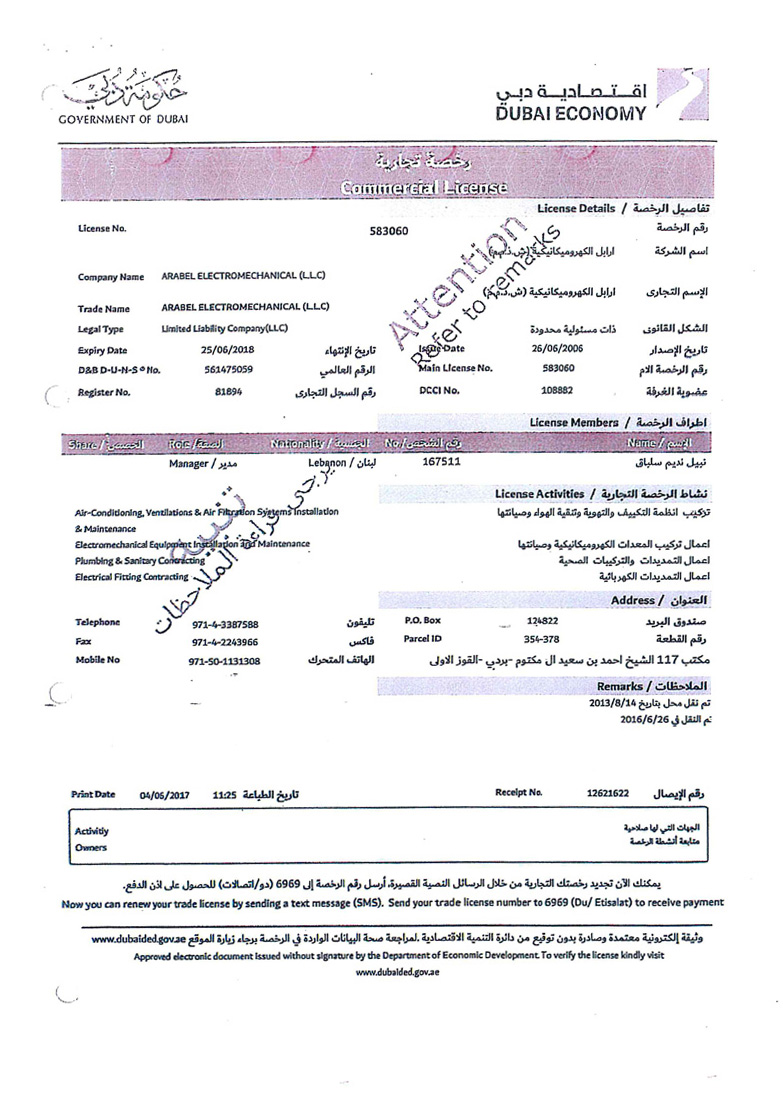 حكومة دبي
GOVERNMENT OF DUBAI
اقتصادية دبي
DUBAI ECONOMY
رخصة تجارية
Commercial License
License Details / تفاصيل الرخصة
License No. 583060 رقم الرخصة
ارابل الكهروميكانيكية (ش.ذ.م.م) اسم الشركة
Company Name ARABEL ELECTROMECHANICAL (L.L.C)
ارابل الكهروميكانيكية (ش.ذ.م.م) الإسم التجارى
Trade Name ARABEL ELECTROMECHANICAL (L.L.C)
Legal Type Limited Liability Company(LLC) ذات مسئولية محدودة الشكل القانونى
Expiry Date 25/06/2018 تاريخ الإنتهاء Issue Date 26/06/2006 تاريخ الإصدار
D&B D-U-N-S ® No. 561475059 الرقم العالمي Main License No. 583060 رقم الرخصة الام
Register No. 81894 رقم السجل التجارى DCCI No. 108882 عضوية الغرفة
Attention
Refer to remarks
License Members / اطراف الرخصة
Share / الحصص Role / الصفة Nationality / الجنسية No./ رقم الشخص Name / الإسم
Manager / مدير Lebanon / لبنان 167511 نبيل نديم سلباق
License Activities / نشاط الرخصة التجارية
Air-Conditioning, Ventilations & Air Filtration Systems Installation & Maintenance تركيب انظمة التكييف والتهوية وتنقية الهواء وصيانتها
Electromechanical Equipment Installation and Maintenance اعمال تركيب المعدات الكهروميكانيكية وصيانتها
Plumbing & Sanitary Contracting اعمال التمديدات والتركيبات الصحية
Electrical Fitting Contracting اعمال التمديدات الكهربائية
تنبيه
يرجى قراءة الملاحظات
Address / العنوان
Telephone 971-4-3387588 تليفون P.O. Box 124822 صندوق البريد
Fax 971-4-2243966 فاكس Parcel ID 354-378 رقم القطعة
Mobile No 971-50-1131308 الهاتف المتحرك مكتب 117 الشيخ احمد بن سعيد ال مكتوم -بردبي -القوز الاولى
Remarks / الملاحظات
تم نقل محل بتاريخ 2013/8/14
تم النقل في 2016/6/26
Print Date 04/06/2017 11:25 تاريخ الطباعة Receipt No. 12621622 رقم الإيصال
Activitiy الجهات التي لها صلاحية
Owners متابعة أنشطة الرخصة
يمكنك الآن تجديد رخصتك التجارية من خلال الرسائل النصية القصيرة، أرسل رقم الرخصة إلى 6969 (دو/اتصالات) للحصول على اذن الدفع.
Now you can renew your trade license by sending a text message (SMS). Send your trade license number to 6969 (Du/ Etisalat) to receive payment
وثيقة إلكترونية معتمدة وصادرة بدون توقيع من دائرة التنمية الاقتصادية .لمراجعة صحة البيانات الواردة في الرخصة برجاء زيارة الموقع www.dubaided.gov.ae
Approved electronic document issued without signature by the Department of Economic Development. To verify the license kindly visit
www.dubaided.gov.ae